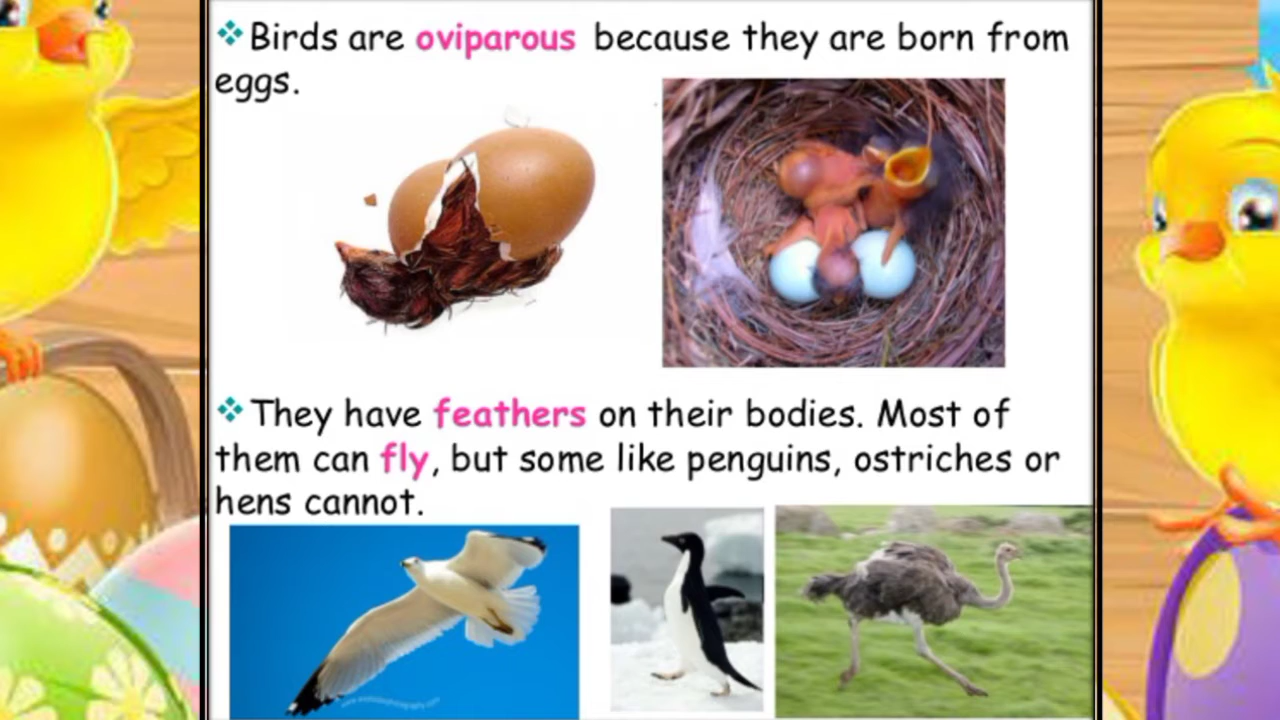 ❖Birds are oviparous because they are born from
eggs.
❖They have feathers on their bodies. Most of
them can fly, but some like penguins, ostriches or
hens cannot.